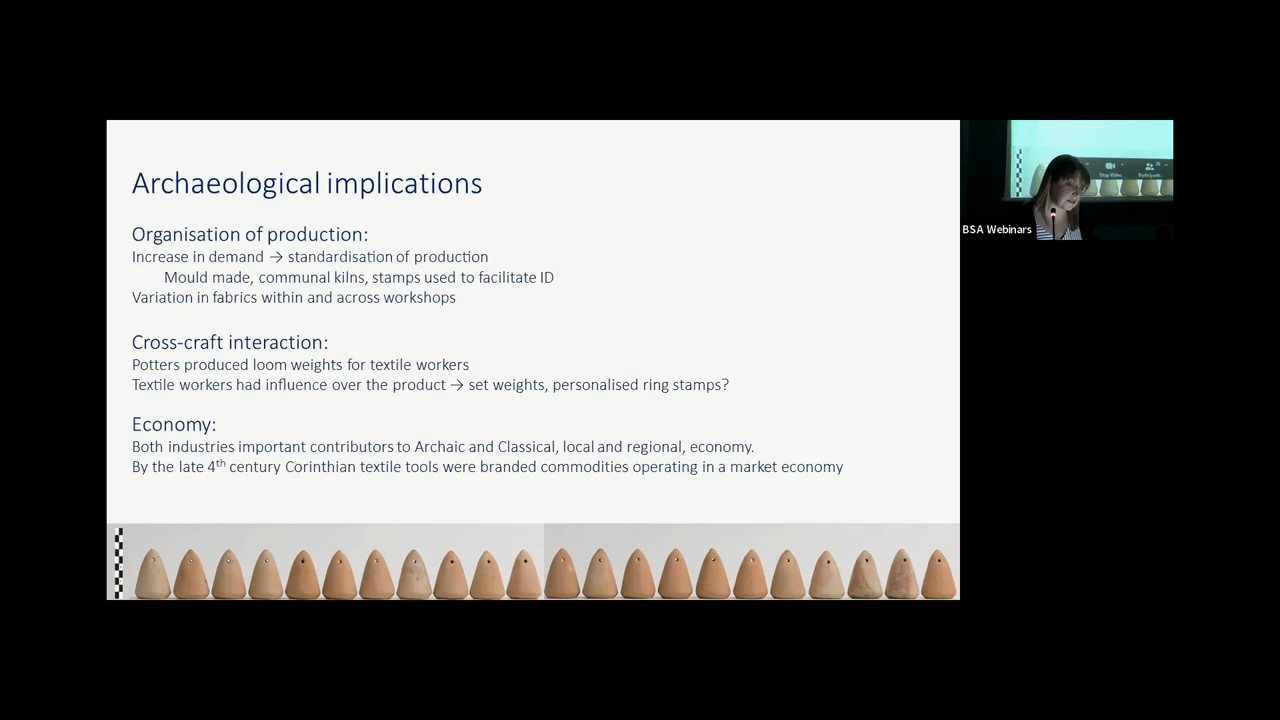 Archaeological implications
Organisation of production:
Increase in demand → standardisation of production
Mould made, communal kilns, stamps used to facilitate ID
Variation in fabrics within and across workshops
Cross-craft interaction:
Potters produced loom weights for textile workers
Textile workers had influence over the product → set weights, personalised ring stamps?
Economy:
Both industries important contributors to Archaic and Classical, local and regional, economy.
By the late 4th century Corinthian textile tools were branded commodities operating in a market economy
Stop Video
Participants
BSA Webinars